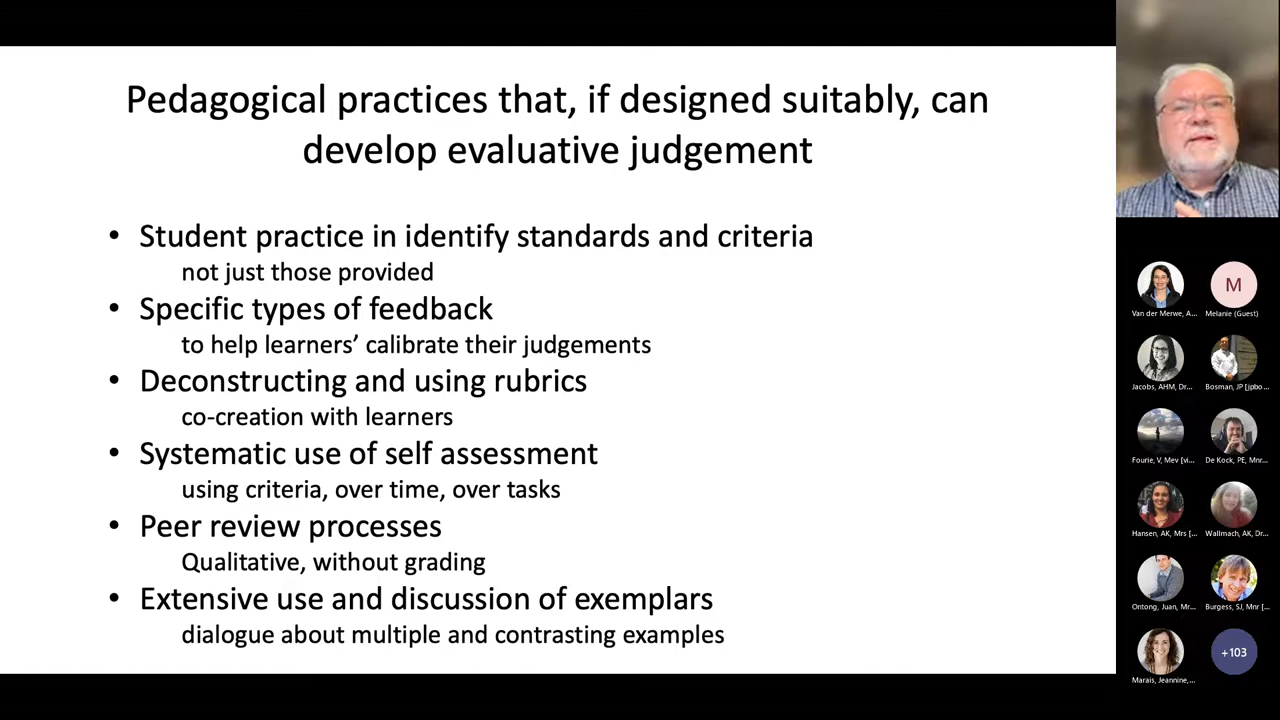 Pedagogical practices that, if designed suitably, can
develop evaluative judgement
• Student practice in identify standards and criteria
not just those provided
• Specific types of feedback
to help learners’ calibrate their judgements
• Deconstructing and using rubrics
co-creation with learners
• Systematic use of self assessment
using criteria, over time, over tasks
• Peer review processes
Qualitative, without grading
• Extensive use and discussion of exemplars
dialogue about multiple and contrasting examples
M
Van der Merwe, A...
Melanie (Guest)
Jacobs, AHM, Dr...
Bosman, JP [jpbo ...
Fourie, V, Mev [vi...
De Kock, PE, Mnr...
Hansen, AK, Mrs [...
Wallmach, AK, Dr...
Ontong, Juan, Mr...
Burgess, SJ, Mnr [...
+103
Marais, Jeannine,...